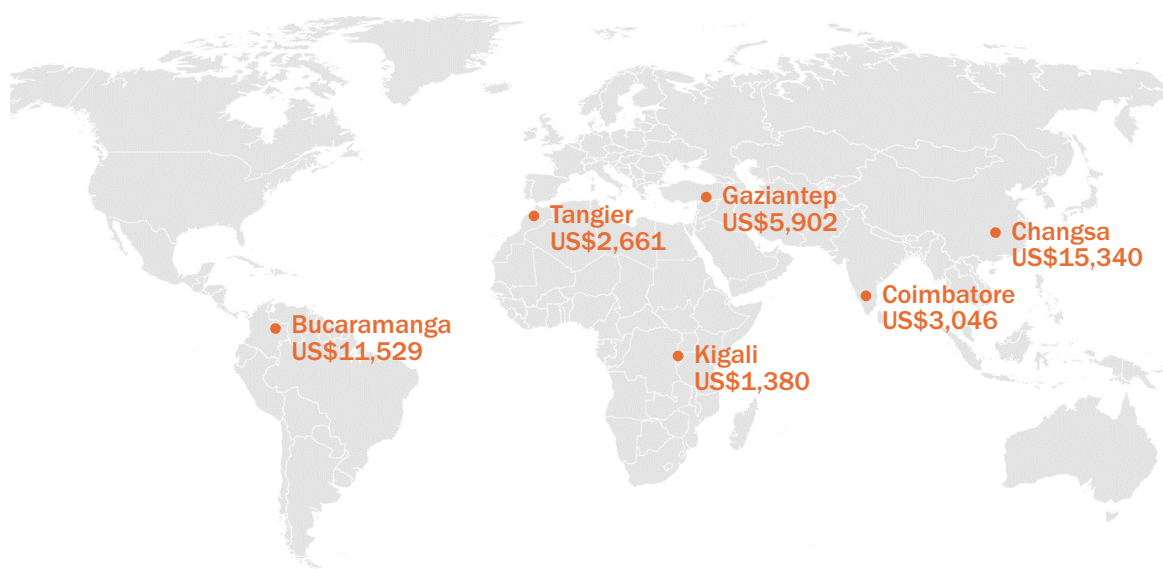 Gaziantep
US$5,902
Tangier
US$2,661
Changsa
US$15,340
Coimbatore
US$3,046
Bucaramanga
US$11,529
Kigali
US$1,380